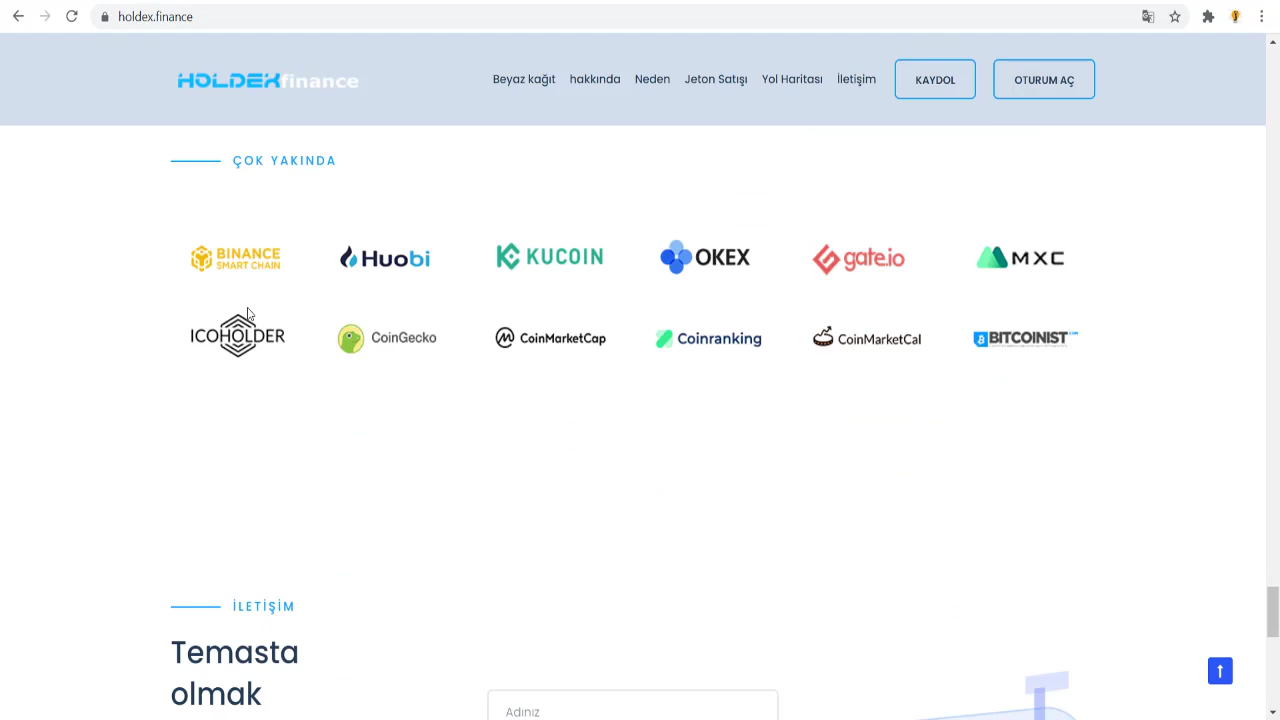 holdex.finance
HOLDEXfinance
Beyaz kağıt hakkında Neden Jeton Satışı Yol Haritası İletişim KAYDOL OTURUM AÇ
ÇOK YAKINDA
BINANCE SMART CHAIN Huobi KUCOIN OKEX gate.io MXC
ICOHOLDER CoinGecko CoinMarketCap Coinranking CoinMarketCal BITCOINIST.com
İLETİŞİM
Temasta
olmak
Adınız